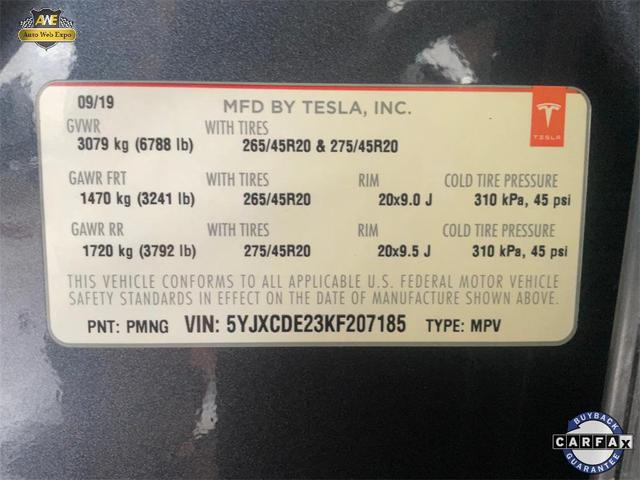 AWE
Auto Web Expo
09/19
MFD BY TESLA, INC.
TESLA
GVWR WITH TIRES
3079 kg (6788 lb) 265/45R20 & 275/45R20
GAWR FRT WITH TIRES RIM COLD TIRE PRESSURE
1470 kg (3241 lb) 265/45R20 20x9.0 J 310 kPa, 45 psi
GAWR RR WITH TIRES RIM COLD TIRE PRESSURE
1720 kg (3792 lb) 275/45R20 20x9.5 J 310 kPa, 45 psi
THIS VEHICLE CONFORMS TO ALL APPLICABLE U.S. FEDERAL MOTOR VEHICLE
SAFETY STANDARDS IN EFFECT ON THE DATE OF MANUFACTURE SHOWN ABOVE.
PNT: PMNG VIN: 5YJXCDE23KF207185 TYPE: MPV
BUYBACK
CARFAX
GUARANTEE